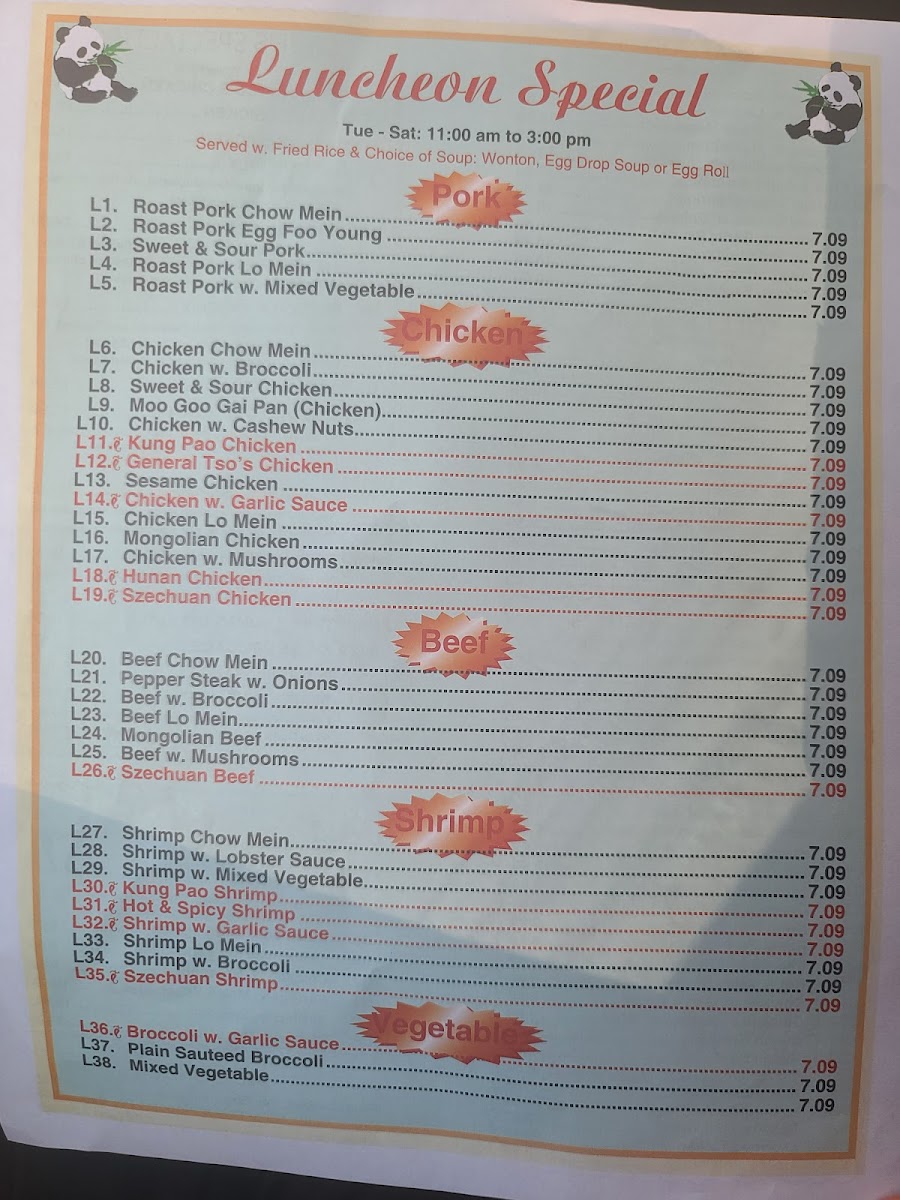 Luncheon Special
Tue - Sat: 11:00 am to 3:00 pm
Served w. Fried Rice & Choice of Soup: Wonton, Egg Drop Soup or Egg Roll
Pork
L1. Roast Pork Chow Mein 7.09
L2. Roast Pork Egg Foo Young 7.09
L3. Sweet & Sour Pork 7.09
L4. Roast Pork Lo Mein 7.09
L5. Roast Pork w. Mixed Vegetable 7.09
Chicken
L6. Chicken Chow Mein 7.09
L7. Chicken w. Broccoli 7.09
L8. Sweet & Sour Chicken 7.09
L9. Moo Goo Gai Pan (Chicken) 7.09
L10. Chicken w. Cashew Nuts 7.09
L11. Kung Pao Chicken 7.09
L12. General Tso's Chicken 7.09
L13. Sesame Chicken 7.09
L14. Chicken w. Garlic Sauce 7.09
L15. Chicken Lo Mein 7.09
L16. Mongolian Chicken 7.09
L17. Chicken w. Mushrooms 7.09
L18. Hunan Chicken 7.09
L19. Szechuan Chicken 7.09
Beef
L20. Beef Chow Mein 7.09
L21. Pepper Steak w. Onions 7.09
L22. Beef w. Broccoli 7.09
L23. Beef Lo Mein 7.09
L24. Mongolian Beef 7.09
L25. Beef w. Mushrooms 7.09
L26. Szechuan Beef 7.09
Shrimp
L27. Shrimp Chow Mein 7.09
L28. Shrimp w. Lobster Sauce 7.09
L29. Shrimp w. Mixed Vegetable 7.09
L30. Kung Pao Shrimp 7.09
L31. Hot & Spicy Shrimp 7.09
L32. Shrimp w. Garlic Sauce 7.09
L33. Shrimp Lo Mein 7.09
L34. Shrimp w. Broccoli 7.09
L35. Szechuan Shrimp 7.09
Vegetable
L36. Broccoli w. Garlic Sauce 7.09
L37. Plain Sauteed Broccoli 7.09
L38. Mixed Vegetable 7.09